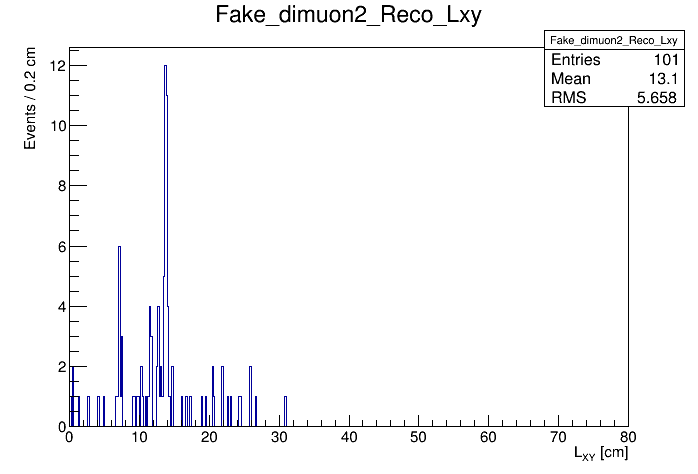 Fake_dimuon2_Reco_Lxy
Fake_dimuon2_Reco_Lxy
Entries 101
Mean 13.1
RMS 5.658
Events / 0.2 cm
12
10
8
6
4
2
0
0 10 20 30 40 50 60 70 80
L_XY [cm]